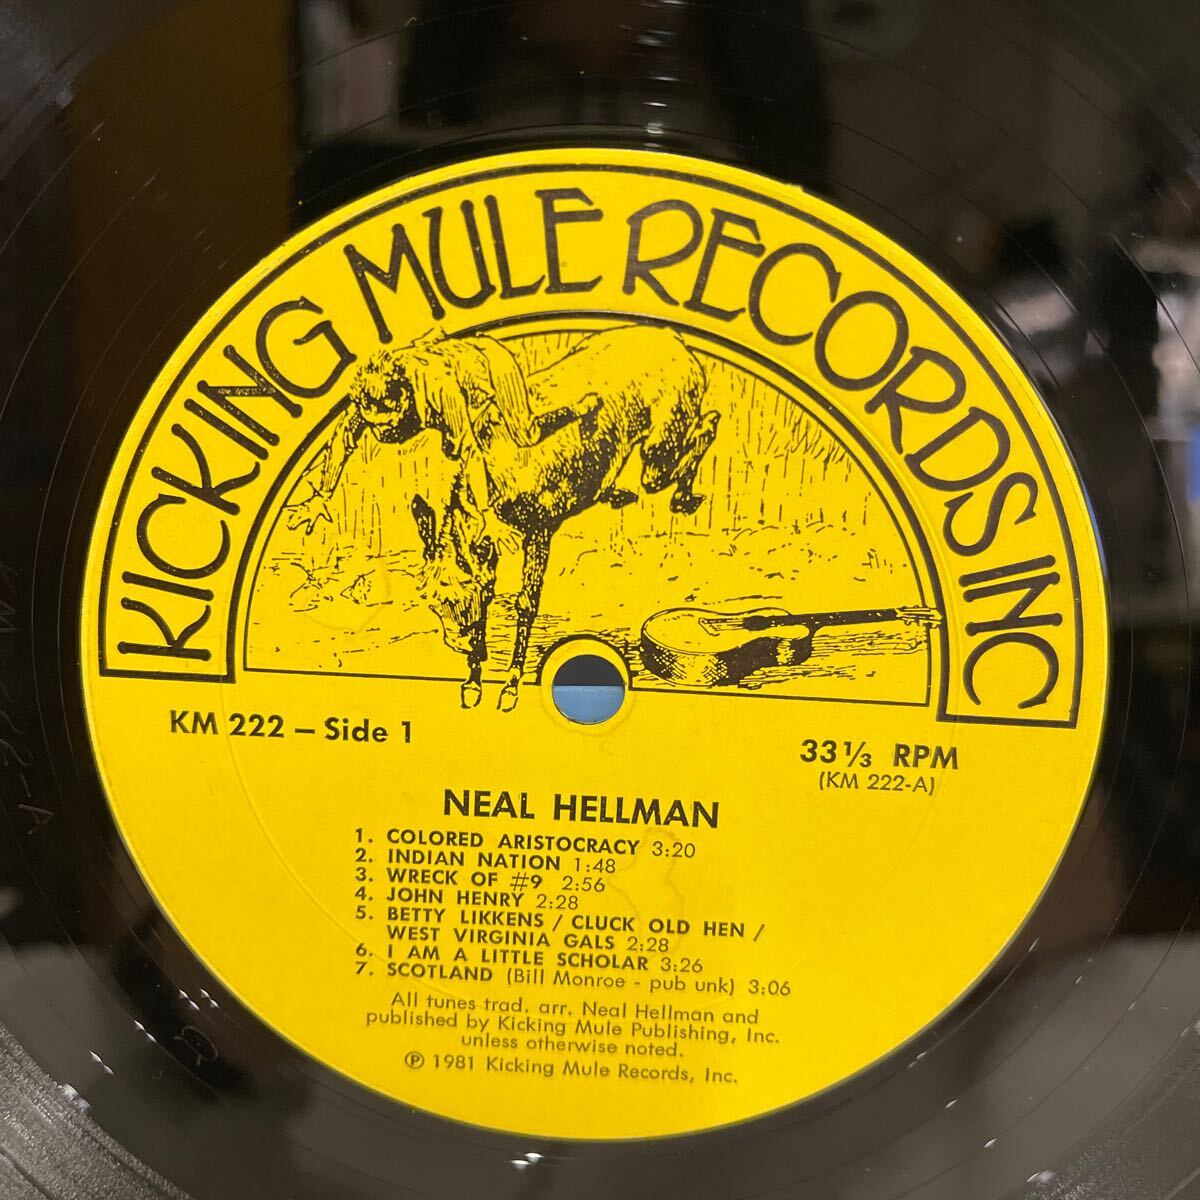 KICKING MULE RECORDS INC
KM 222 – Side 1
33 1/3 RPM
(KM 222-A)
NEAL HELLMAN
1. COLORED ARISTOCRACY 3:20
2. INDIAN NATION 1:48
3. WRECK OF #9 2:56
4. JOHN HENRY 2:28
5. BETTY LIKKENS / CLUCK OLD HEN /
WEST VIRGINIA GALS 2:28
6. I AM A LITTLE SCHOLAR 3:26
7. SCOTLAND (Bill Monroe - pub unk) 3:06
All tunes trad. arr. Neal Hellman and
published by Kicking Mule Publishing, Inc.
unless otherwise noted.
℗ 1981 Kicking Mule Records, Inc.